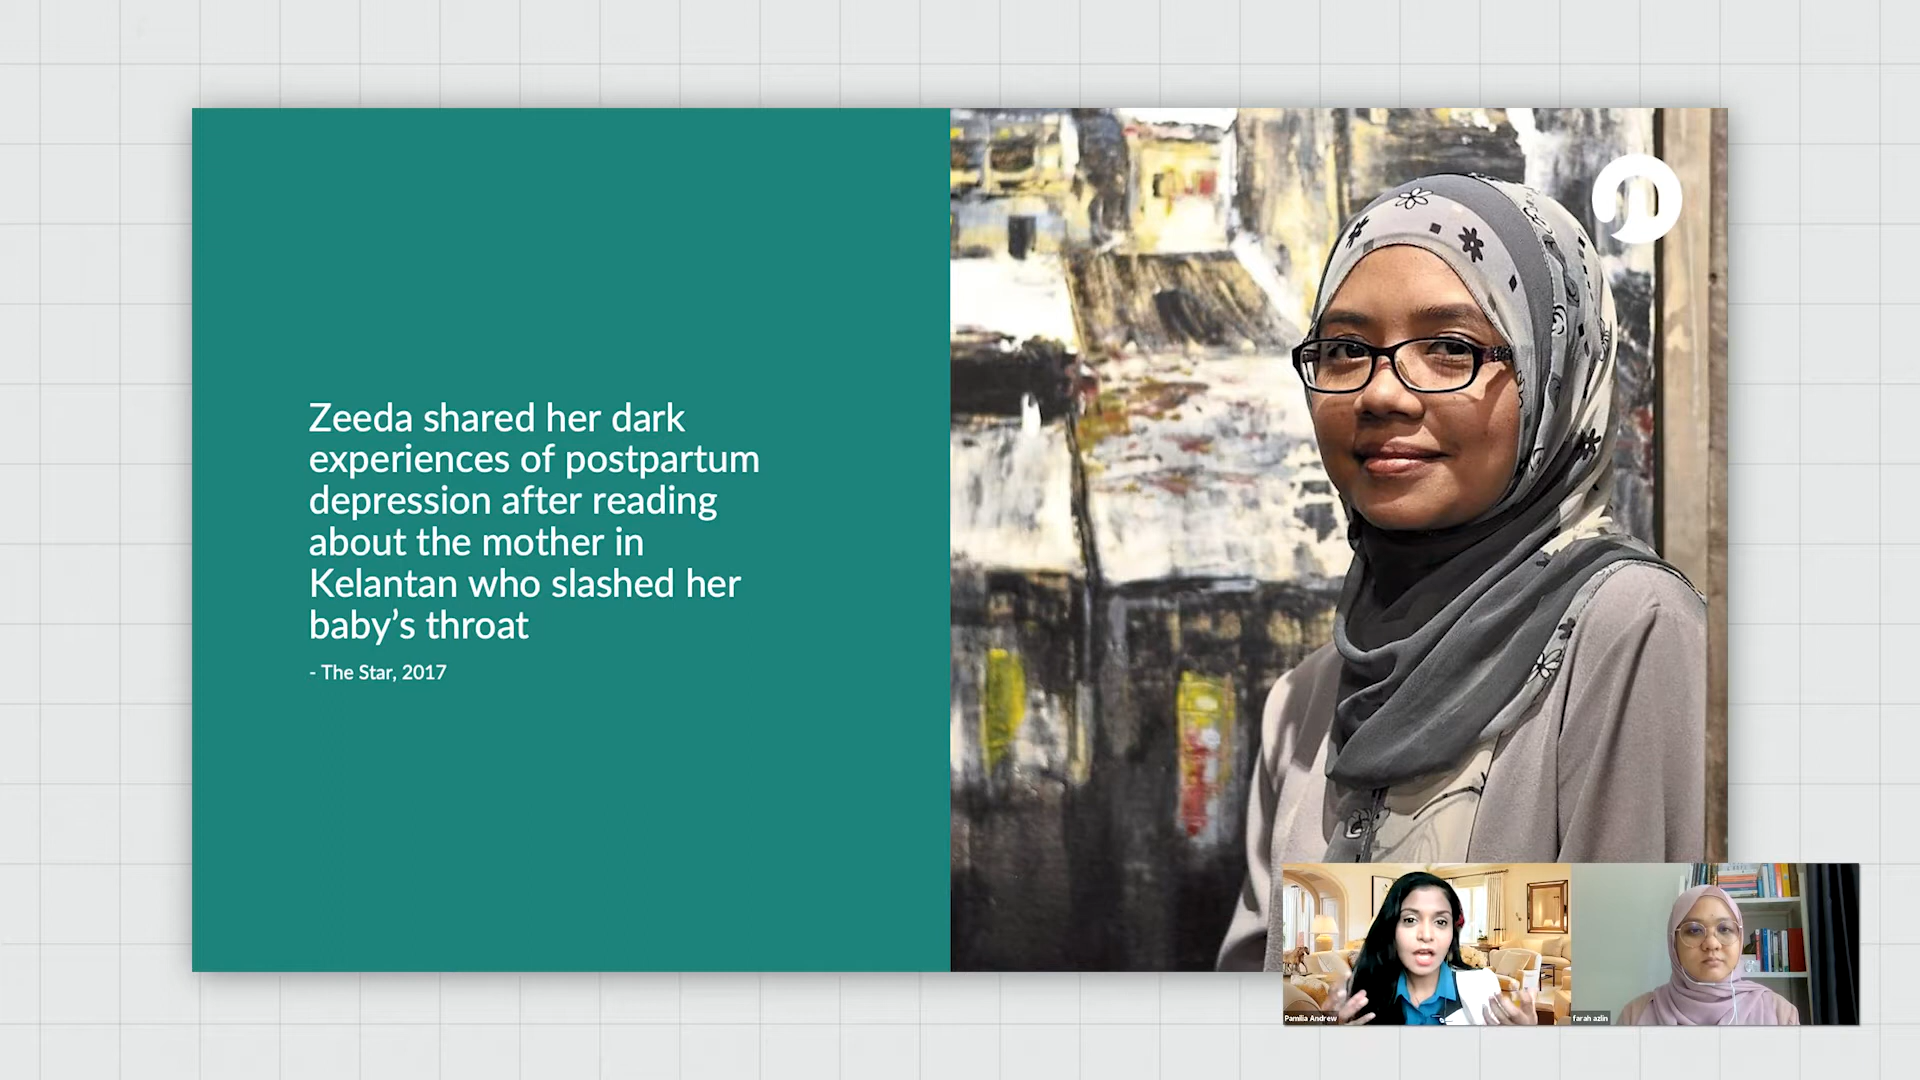 Zeeda shared her dark
experiences of postpartum
depression after reading
about the mother in
Kelantan who slashed her
baby’s throat
- The Star, 2017
Pamilia Andrew
farah azlin